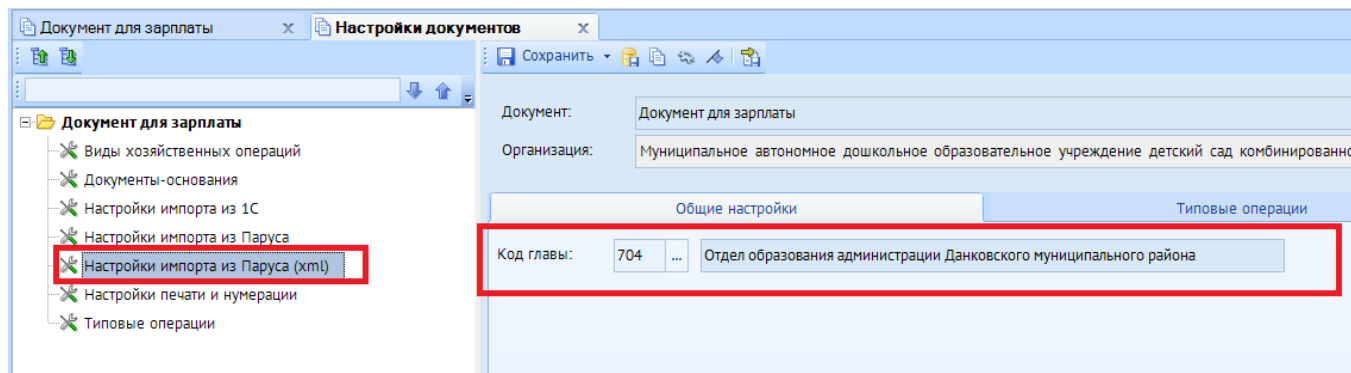 Документ для зарплаты x Настройки документов x
Сохранить
Документ для зарплаты
Виды хозяйственных операций
Документы-основания
Настройки импорта из 1С
Настройки импорта из Паруса
Настройки импорта из Паруса (xml)
Настройки печати и нумерации
Типовые операции
Документ: Документ для зарплаты
Организация: Муниципальное автономное дошкольное образовательное учреждение детский сад комбинированно
Общие настройки Типовые операции
Код главы: 704 ... Отдел образования администрации Данковского муниципального района